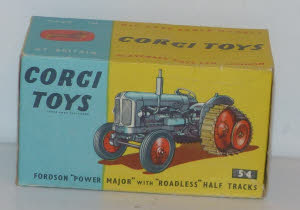 CORGI TOYS
CORGI
TOYS
54
FORDSON "POWER MAJOR" WITH "ROADLESS" HALF TRACKS